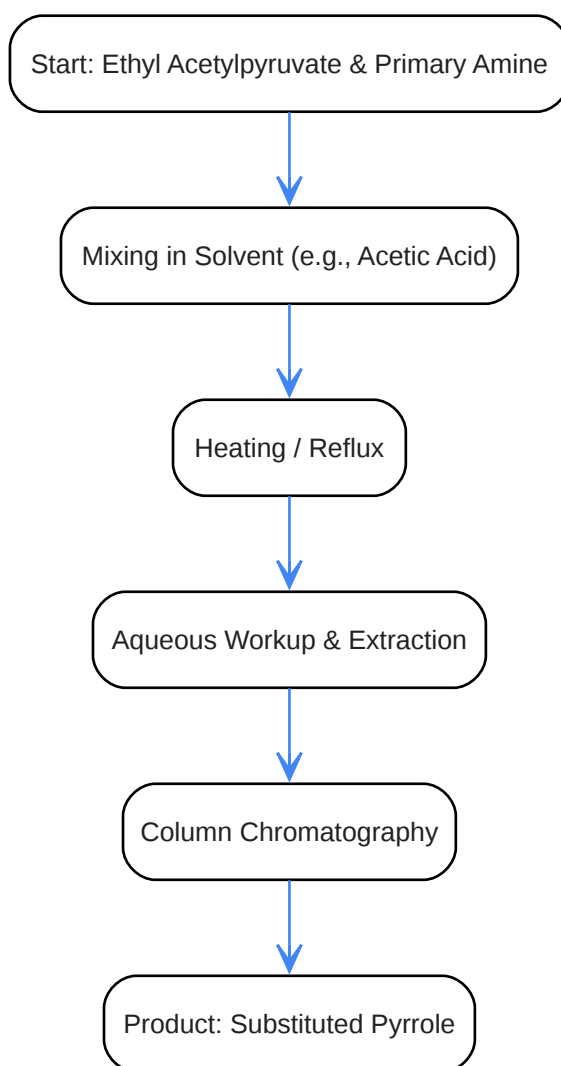 Start: Ethyl Acetylpyruvate & Primary Amine
Mixing in Solvent (e.g., Acetic Acid)
Heating / Reflux
Aqueous Workup & Extraction
Column Chromatography
Product: Substituted Pyrrole